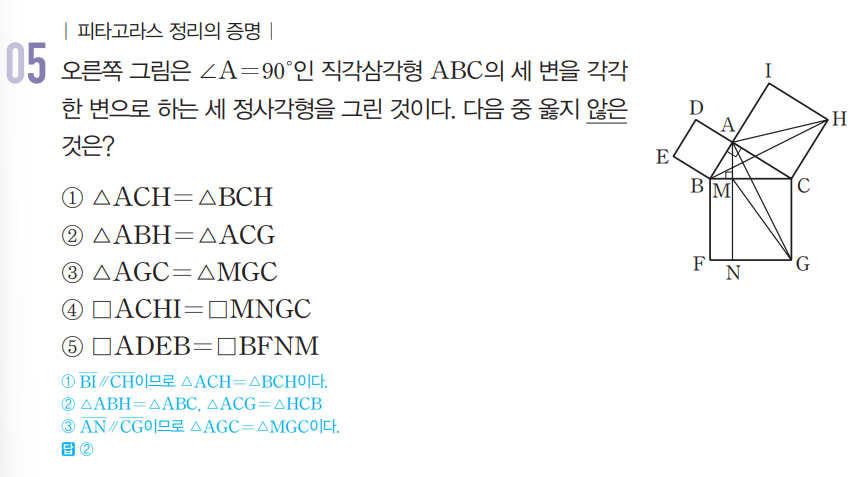 | 피타고라스 정리의 증명 |
05 오른쪽 그림은 ∠A=90°인 직각삼각형 ABC의 세 변을 각각
한 변으로 하는 세 정사각형을 그린 것이다. 다음 중 옳지 않은
것은?
① △ACH=△BCH
② △ABH=△ACG
③ △AGC=△MGC
④ □ACHI=□MNGC
⑤ □ADEB=□BFNM
① BI∥CH이므로 △ACH=△BCH이다.
② △ABH=△ABC, △ACG=△HCB
③ AN∥CG이므로 △AGC=△MGC이다.
답 ②
I
D
A
H
E
B
M
C
F
N
G